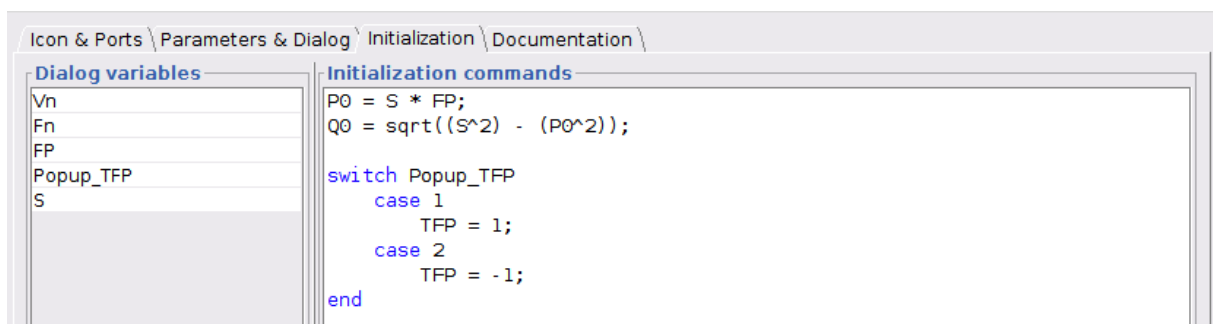 Icon & Ports Parameters & Dialog Initialization Documentation
Dialog variables
Vn
Fn
FP
Popup_TFP
S
Initialization commands
P0 = S * FP;
Q0 = sqrt((S^2) - (P0^2));
switch Popup_TFP
case 1
TFP = 1;
case 2
TFP = -1;
end